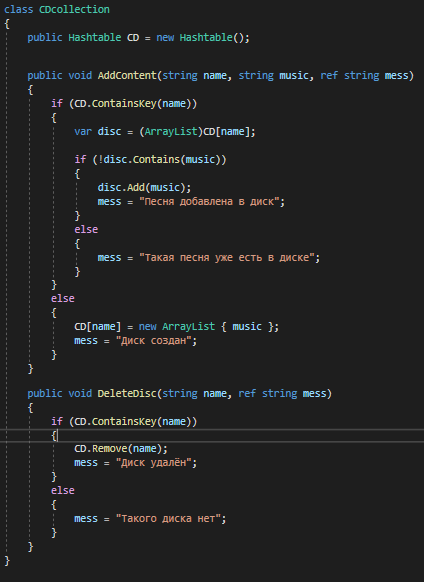 class CDcollection
{
public Hashtable CD = new Hashtable();
public void AddContent(string name, string music, ref string mess)
{
if (CD.ContainsKey(name))
{
var disc = (ArrayList)CD[name];
if (!disc.Contains(music))
{
disc.Add(music);
mess = "Песня добавлена в диск";
}
else
{
mess = "Такая песня уже есть в диске";
}
}
else
{
CD[name] = new ArrayList { music };
mess = "Диск создан";
}
}
public void DeleteDisc(string name, ref string mess)
{
if (CD.ContainsKey(name))
{
CD.Remove(name);
mess = "Диск удалён";
}
else
{
mess = "Такого диска нет";
}
}
}